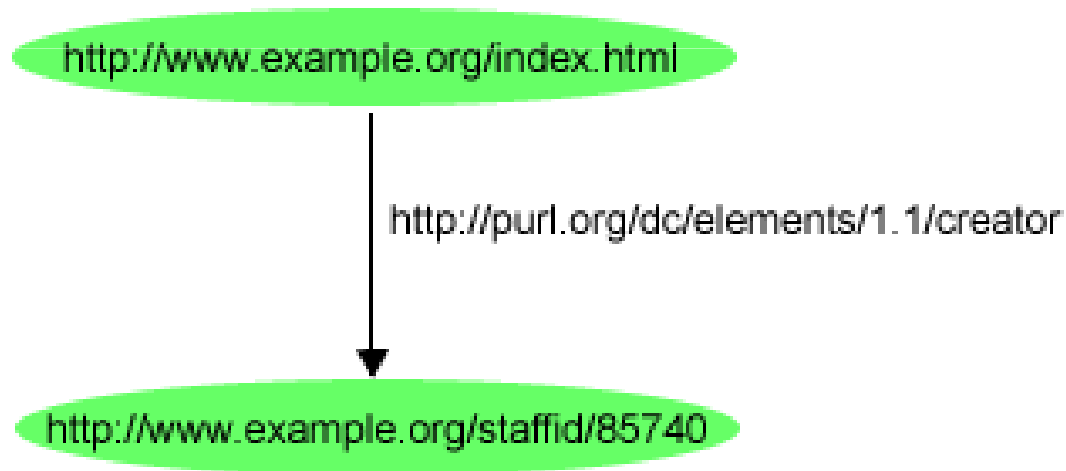 http://www.example.org/index.html
http://purl.org/dc/elements/1.1/creator
http://www.example.org/staffid/85740